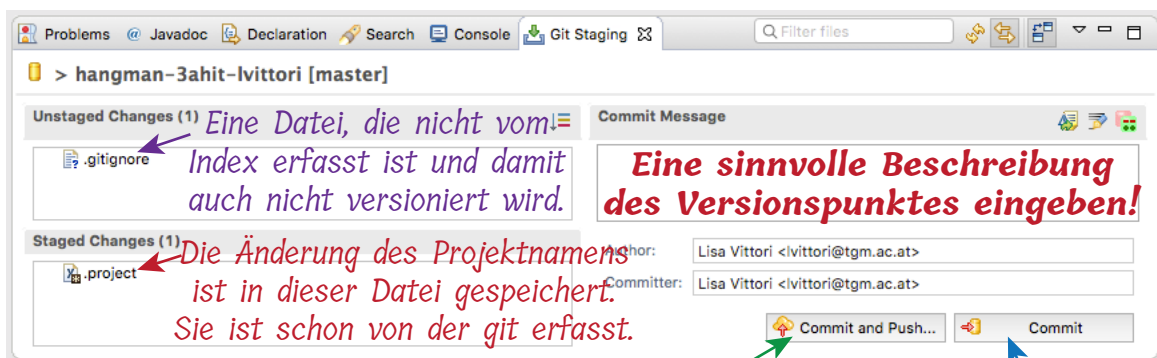 Problems @ Javadoc Declaration Search Console Git Staging Filter files
> hangman-3ahit-lvittori [master]
Unstaged Changes (1)
.gitignore
Eine Datei, die nicht vom
Index erfasst ist und damit
auch nicht versioniert wird.
Staged Changes (1)
.project
Die Änderung des Projektnamens
ist in dieser Datei gespeichert.
Sie ist schon von der git erfasst.
Commit Message
Eine sinnvolle Beschreibung
des Versionspunktes eingeben!
Author: Lisa Vittori <lvittori@tgm.ac.at>
Committer: Lisa Vittori <lvittori@tgm.ac.at>
Commit and Push... Commit